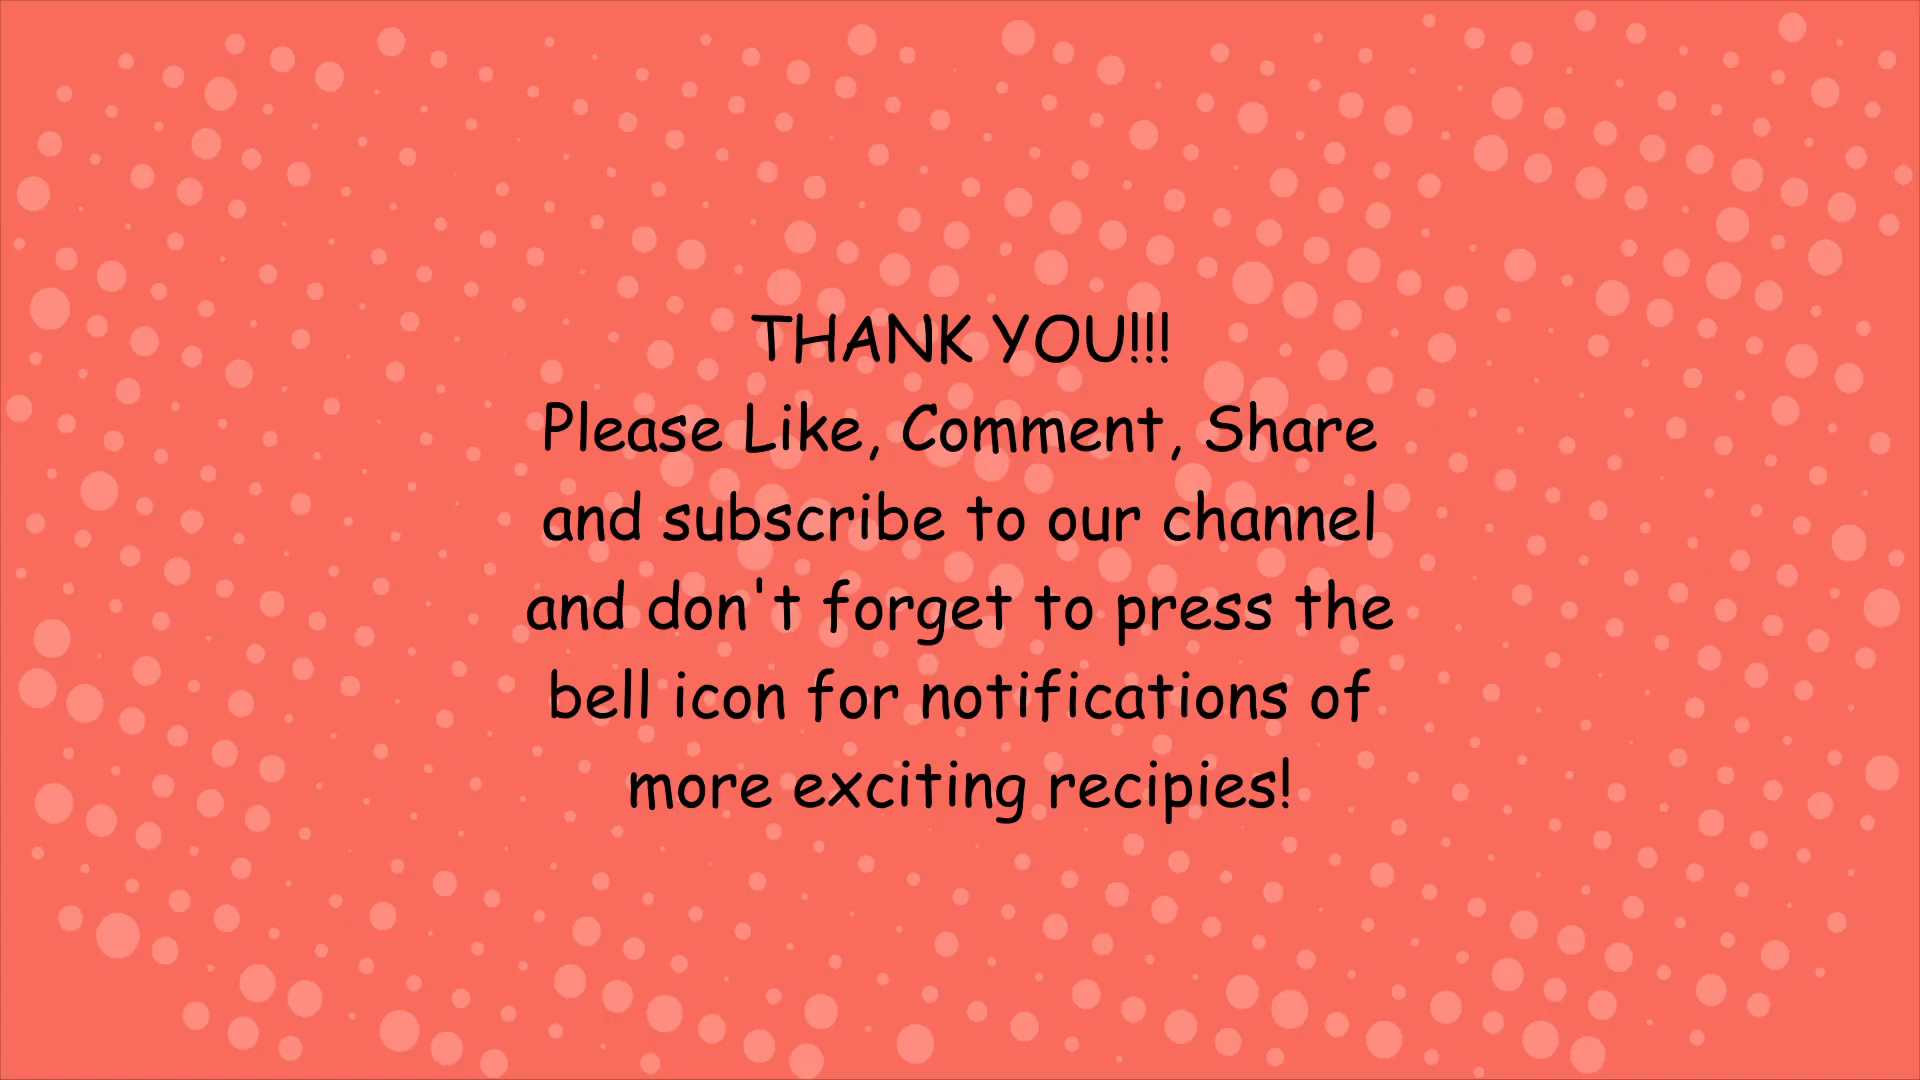 THANK YOU!!!
Please Like, Comment, Share
and subscribe to our channel
and don't forget to press the
bell icon for notifications of
more exciting recipies!